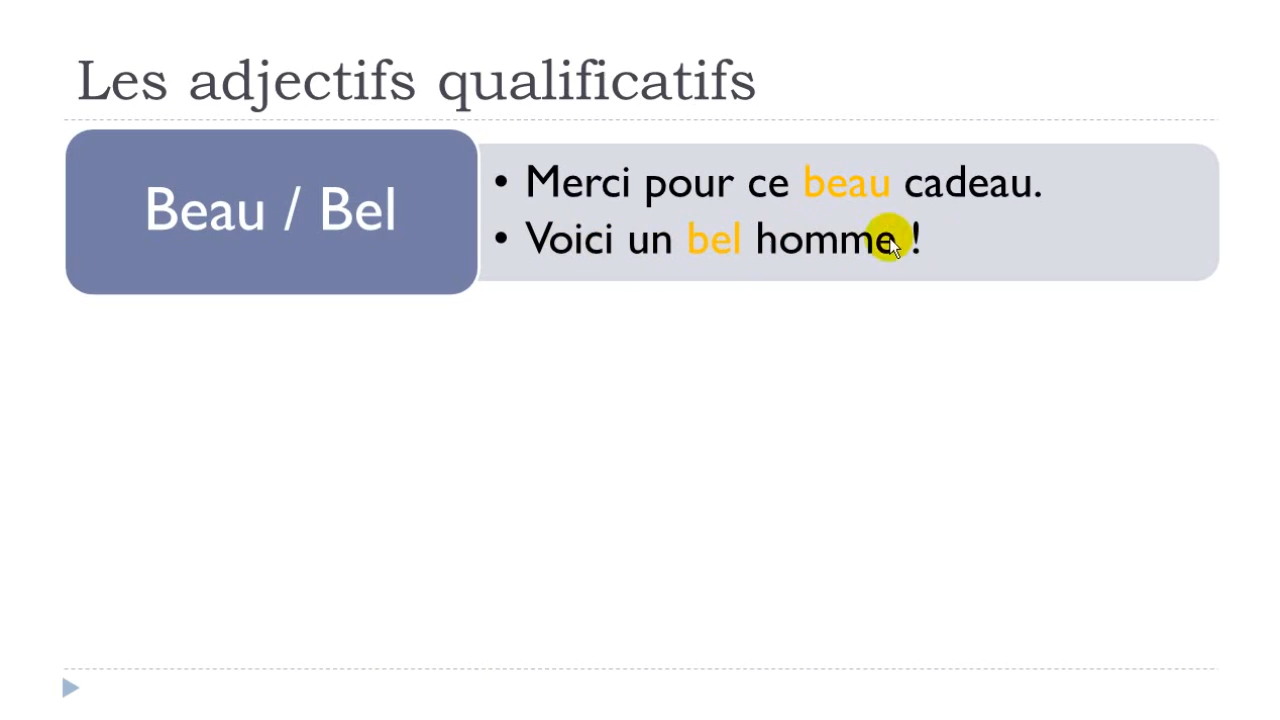 Les adjectifs qualificatifs
Beau / Bel
• Merci pour ce beau cadeau.
• Voici un bel homme !